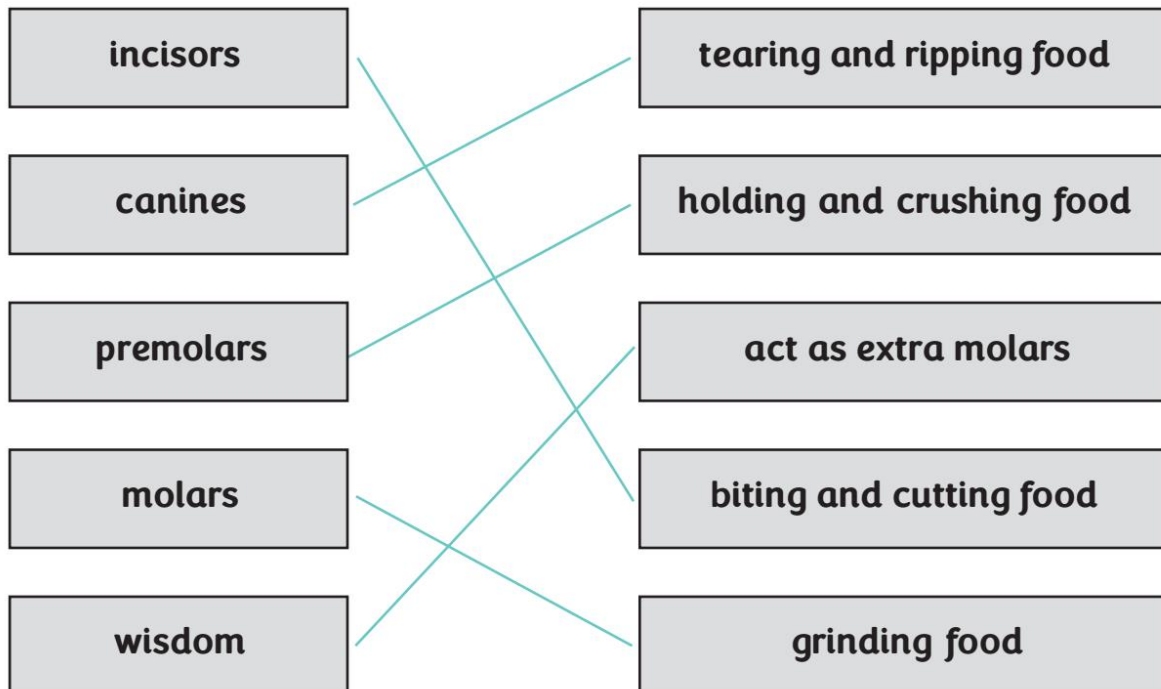 incisors
tearing and ripping food
canines
holding and crushing food
premolars
act as extra molars
molars
biting and cutting food
wisdom
grinding food